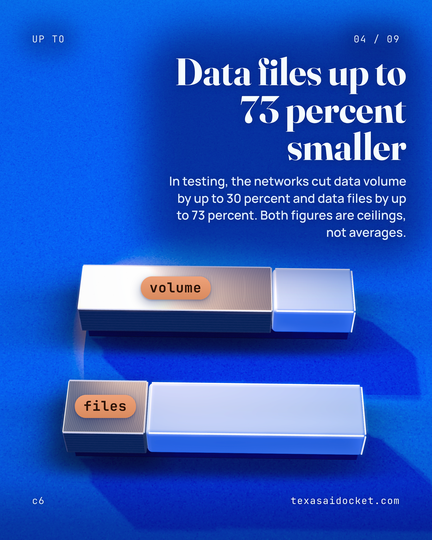 UP TO
04 / 09
Data files up to
73 percent
smaller
In testing, the networks cut data volume
by up to 30 percent and data files by up
to 73 percent. Both figures are ceilings,
not averages.
volume
files
c6
texasaidocket.com